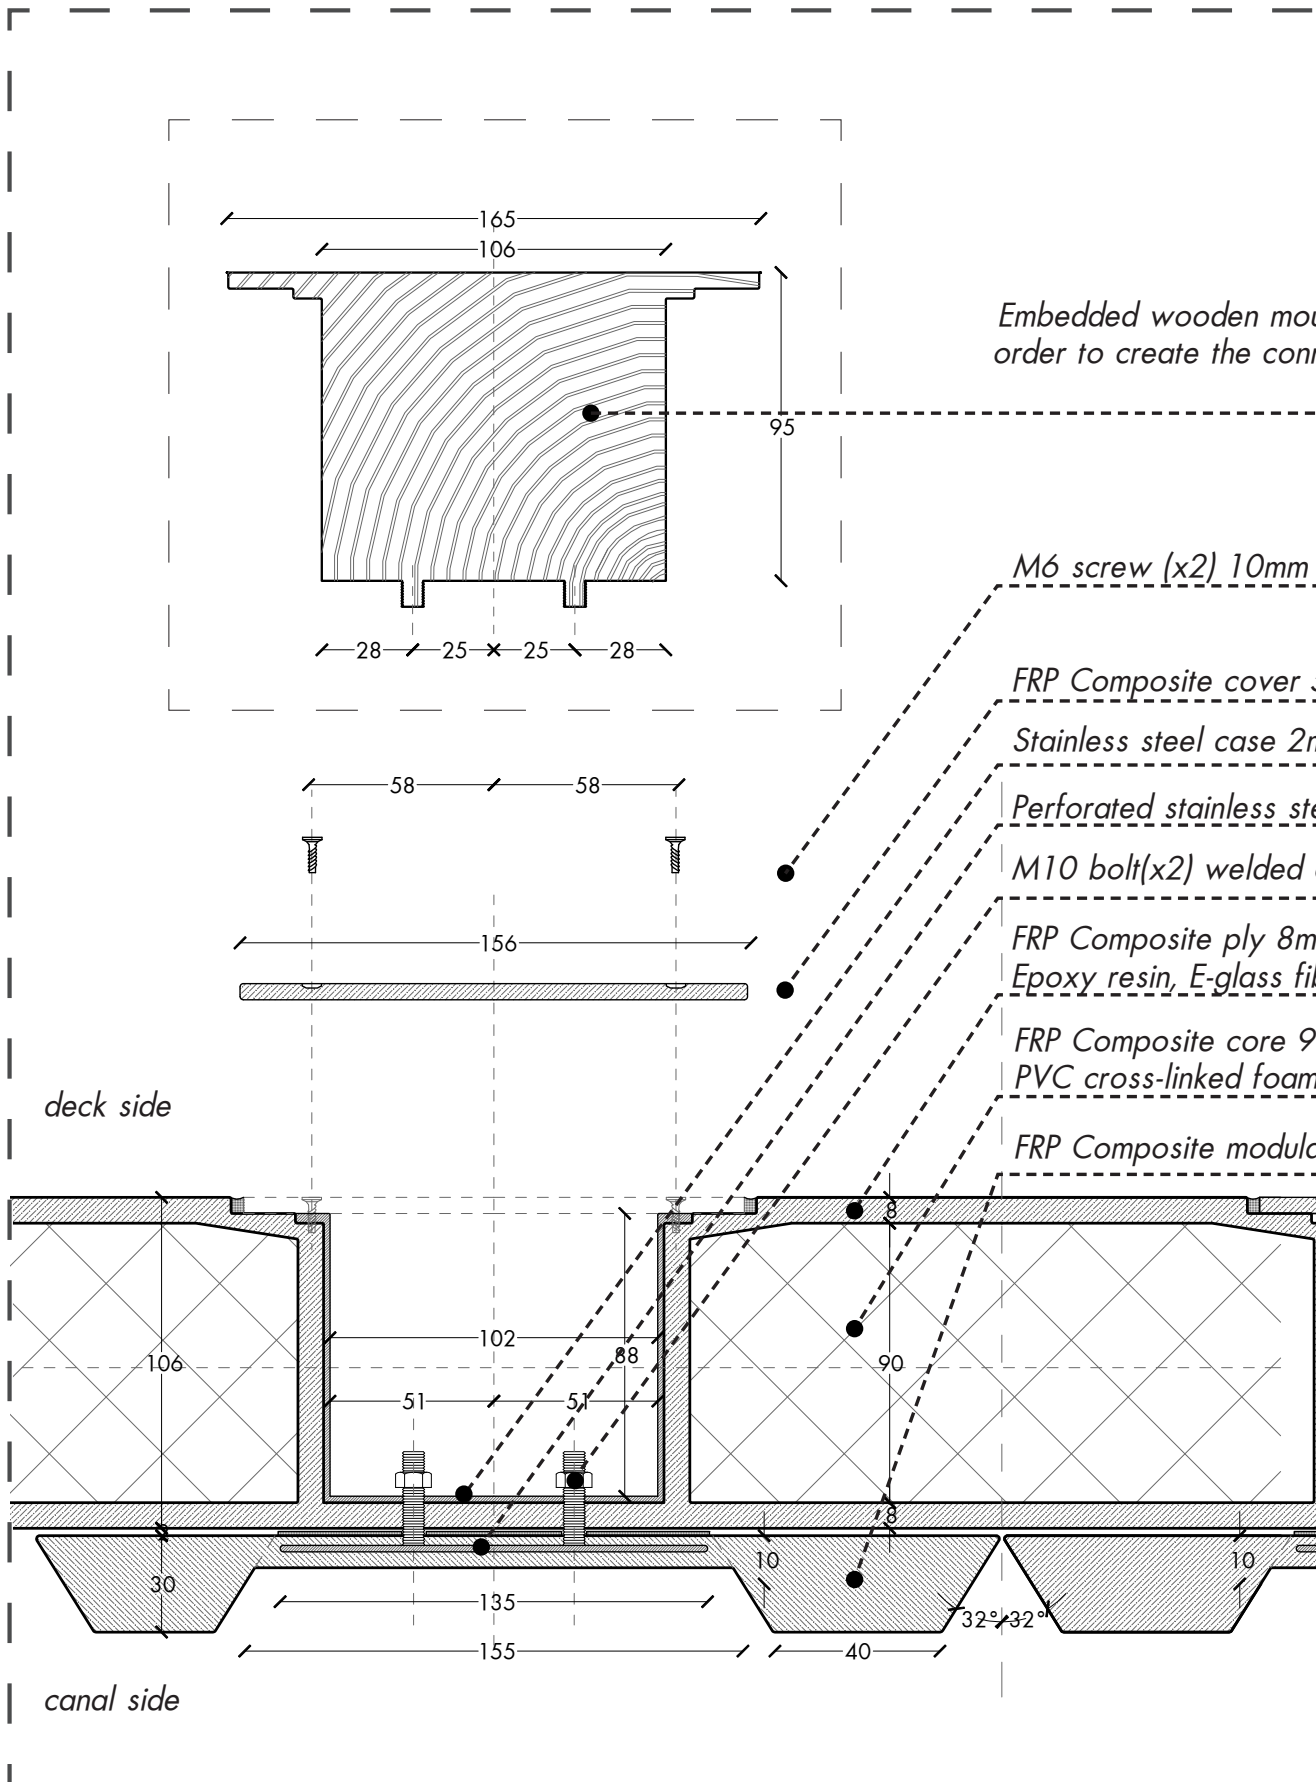 165
106
Embedded wooden mou
order to create the conn
95
M6 screw (x2) 10mm
28 25 25 28
FRP Composite cover
Stainless steel case 2m
58 58
Perforated stainless ste
M10 bolt(x2) welded
156
FRP Composite ply 8m
Epoxy resin, E-glass fib
FRP Composite core 9
PVC cross-linked foam
deck side
FRP Composite modula
8
102
88
106
90
51 51
8
10
10
30
135
32° 32°
155
40
canal side